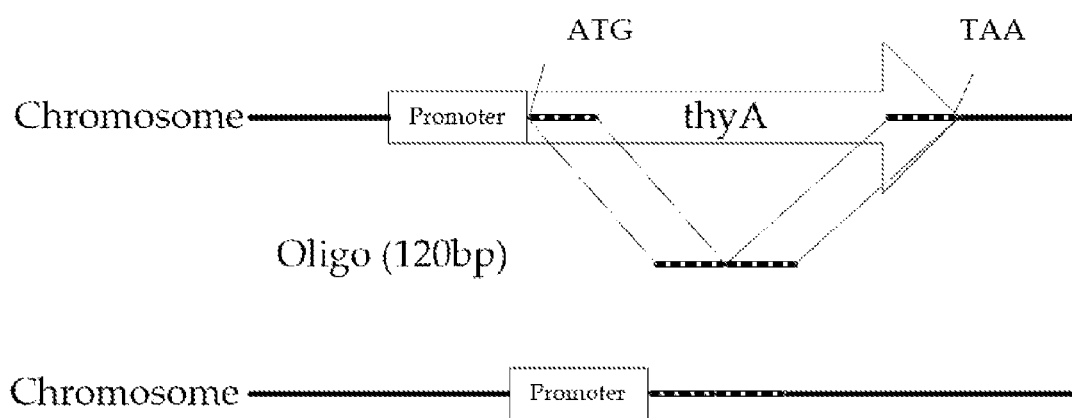 ATG
TAA
Chromosome
Promoter
thyA
Oligo (120bp)
Chromosome
Promoter